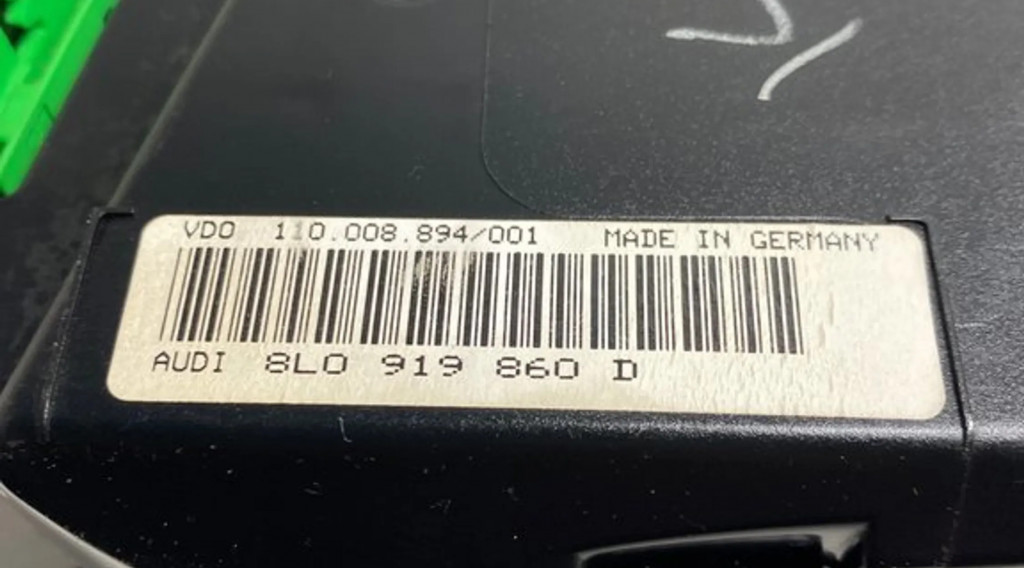 VDO 110.008.894/001 MADE IN GERMANY
AUDI 8L0 919 860 D